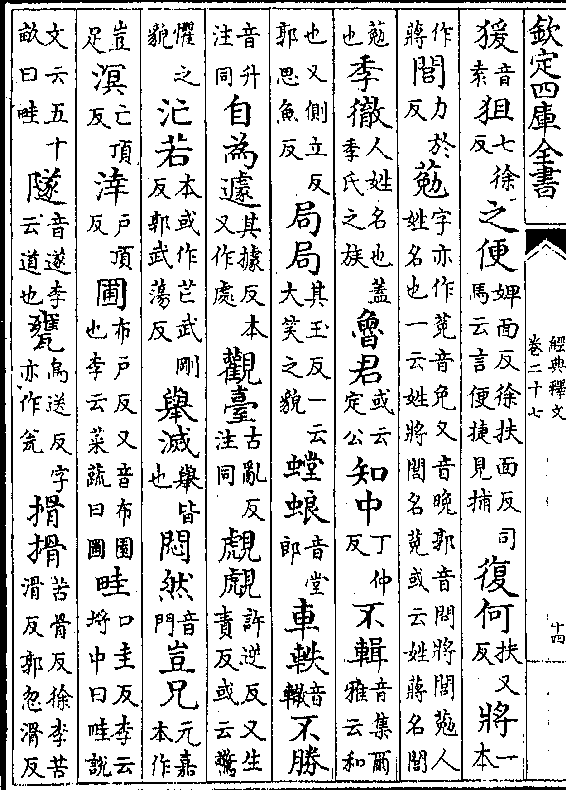 欽定四庫全書
經典釋文
卷二十七
十四
猨音袁狙七徐反之便婢面反徐扶面反司馬云言便捷見捕復何扶又反將一本
作蔣閭力於反葂字亦作莬音免又音晚郭音問將閭葂人姓名也一云姓將閭名莬或云姓蔣名閭
葂也季徹人姓名也蓋季氏之族魯君或云定公知中丁仲反不輯音集爾雅云和
也又側立反郭思魚反局局其玉反一云大笑之貌螳蜋音堂郎車軼音轍不勝
音升注同自為遽其據反本又作處觀臺古亂反注同覤覤許逆反又生責反或云驚
懼之貌汒若本或作芒武剛反郭武蕩反舉滅舉皆也悶然音門豈兄元嘉本作
豈足溟亡頂反涬戶頂反圃布戶反又音布園也李云菜蔬曰圃畦口圭反李云埒中曰畦說
文云五十畝曰畦隧音遂李云道也甕烏送反字亦作瓮搰搰苦骨反徐李苦滑反郭忽滑反